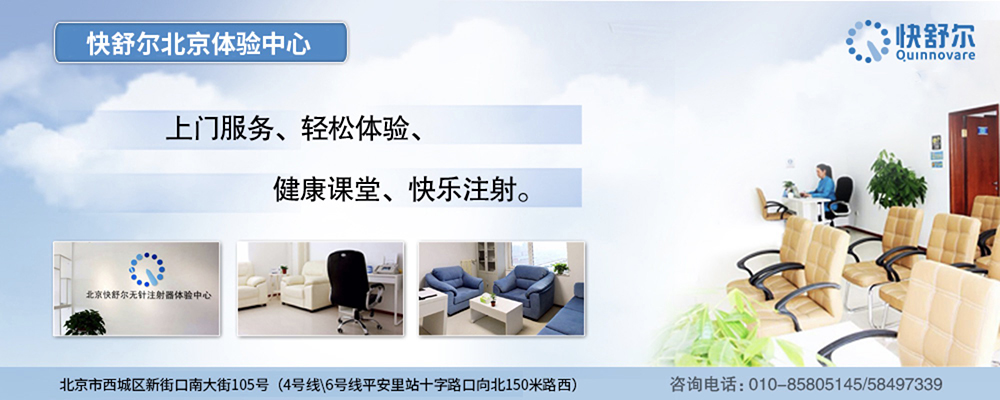 快舒尔北京体验中心
快舒尔
Quinnovare
上门服务、轻松体验、
健康课堂、快乐注射。
北京快舒尔无针注射器体验中心
北京市西城区新街口南大街105号（4号线\6号线平安里站十字路口向北150米路西）
咨询电话: 010-85805145/58497339